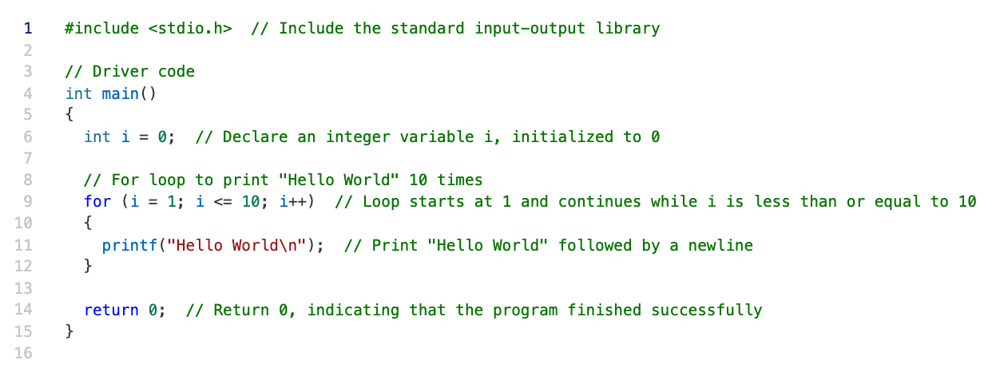 1 #include <stdio.h>  // Include the standard input-output library
2
3 // Driver code
4 int main()
5 {
6   int i = 0;  // Declare an integer variable i, initialized to 0
7
8   // For loop to print "Hello World" 10 times
9   for (i = 1; i <= 10; i++)  // Loop starts at 1 and continues while i is less than or equal to 10
10   {
11     printf("Hello World\n");  // Print "Hello World" followed by a newline
12   }
13
14   return 0;  // Return 0, indicating that the program finished successfully
15 }
16